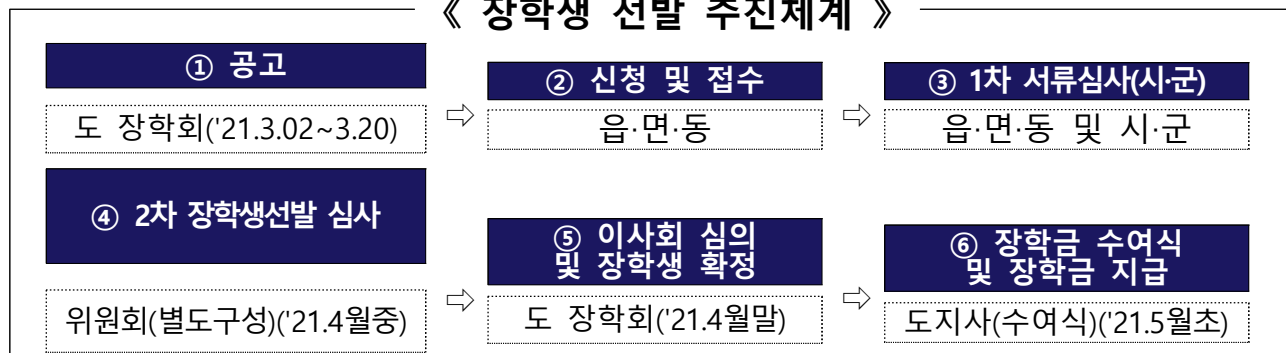 《 장학생 선발 추진체계 》
① 공고
도 장학회('21.3.02~3.20)
⇨
② 신청 및 접수
읍·면·동
⇨
③ 1차 서류심사(시·군)
읍·면·동 및 시·군
④ 2차 장학생선발 심사
위원회(별도구성)('21.4월중)
⇨
⑤ 이사회 심의
및 장학생 확정
도 장학회('21.4월말)
⇨
⑥ 장학금 수여식
및 장학금 지급
도지사(수여식)('21.5월초)